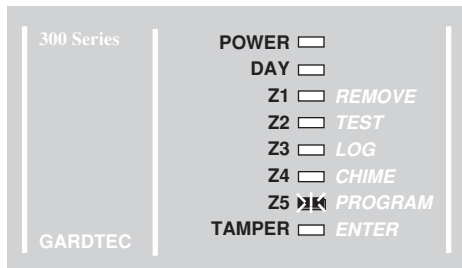 300 Series
POWER
DAY
Z1 REMOVE
Z2 TEST
Z3 LOG
Z4 CHIME
Z5 PROGRAM
TAMPER ENTER
GARDTEC